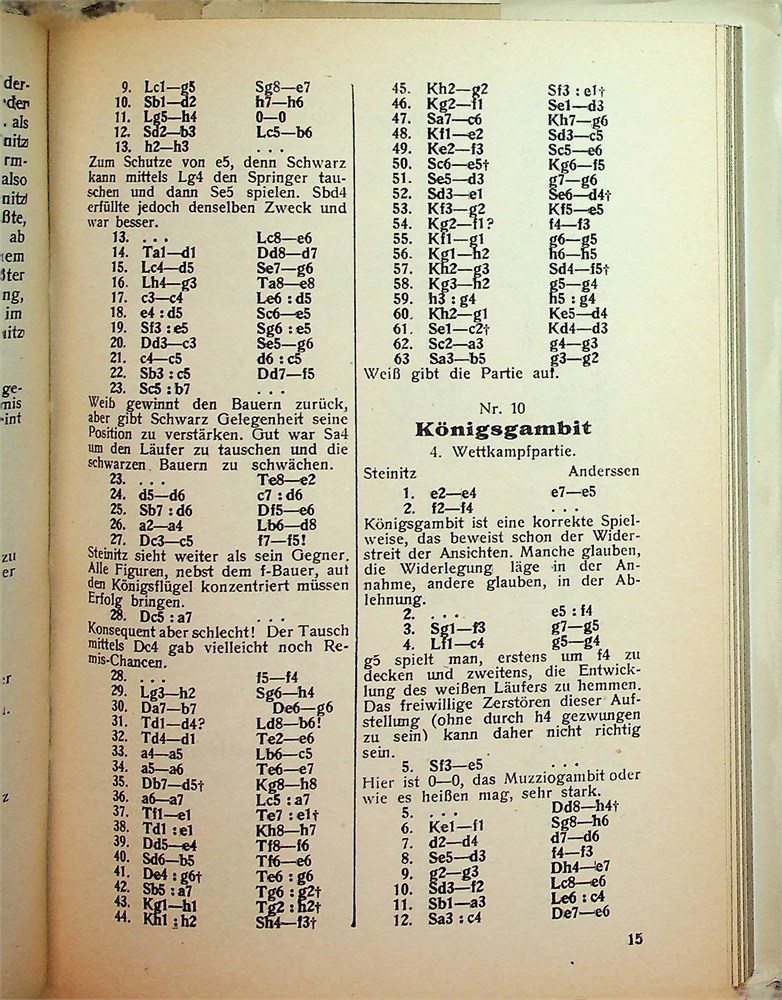 der-
der
. als
nitz
rm-
also
nitz
ßte,
ab
nem
ßter
ng,
im
nitz
ge-
mis
int
zu
er
:r
z
9. Lc1—g5 Sg8—e7
10. Sb1—d2 h7—h6
11. Lg5—h4 0—0
12. Sd2—b3 Lc5—b6
13. h2—h3 . . .
Zum Schutze von e5, denn Schwarz
kann mittels Lg4 den Springer tau-
schen und dann Se5 spielen. Sbd4
erfüllte jedoch denselben Zweck und
war besser.
13. . . . Lc8—e6
14. Ta1—d1 Dd8—d7
15. Lc4—d5 Se7—g6
16. Lh4—g3 Ta8—e8
17. c3—c4 Le6 : d5
18. e4 : d5 Sc6—e5
19. Sf3 : e5 Sg6 : e5
20. Dd3—c3 Se5—g6
21. c4—c5 d6 : c5
22. Sb3 : c5 Dd7—f5
23. Sc5 : b7 . . .
Weib gewinnt den Bauern zurück,
aber gibt Schwarz Gelegenheit seine
Position zu verstärken. Gut war Sa4
um den Läufer zu tauschen und die
schwarzen Bauern zu schwächen.
23. . . . Te8—e2
24. d5—d6 c7 : d6
25. Sb7 : d6 Df5—e6
26. a2—a4 Lb6—d8
27. Dc3—c5 f7—f5!
Steinitz sieht weiter als sein Gegner.
Alle Figuren, nebst dem f-Bauer, aut
den Königsflügel konzentriert müssen
Erfolg bringen.
28. Dc5 : a7 . . .
Konsequent aber schlecht! Der Tausch
mittels Dc4 gab vielleicht noch Re-
mis-Chancen.
28. . . . f5—f4
29. Lg3—h2 Sg6—h4
30. Da7—b7 De6—g6
31. Td1—d4? Ld8—b6!
32. Td4—d1 Te2—e6
33. a4—a5 Lb6—c5
34. a5—a6 Te6—e7
35. Db7—d5† Kg8—h8
36. a6—a7 Lc5 : a7
37. Tf1—e1 Te7 : e1†
38. Td1 : e1 Kh8—h7
39. Dd5—e4 Tf8—f6
40. Sd6—b5 Tf6—e6
41. De4 : g6† Te6 : g6
42. Sb5 : a7 Tg6 : g2†
43. Kg1—h1 Tg2 : h2†
44. Kh1 : h2 Sh4—f3†
45. Kh2—g2 Sf3 : e1†
46. Kg2—f1 Se1—d3
47. Sa7—c6 Kh7—g6
48. Kf1—e2 Sd3—c5
49. Ke2—f3 Sc5—e6
50. Sc6—e5† Kg6—f5
51. Se5—d3 g7—g6
52. Sd3—e1 Se6—d4†
53. Kf3—g2 Kf5—e5
54. Kg2—f1? f4—f3
55. Kf1—g1 g6—g5
56. Kg1—h2 h6—h5
57. Kh2—g3 Sd4—f5†
58. Kg3—h2 g5—g4
59. h3 : g4 h5 : g4
60. Kh2—g1 Ke5—d4
61. Se1—c2† Kd4—d3
62. Sc2—a3 g4—g3
63 Sa3—b5 g3—g2
Weiß gibt die Partie auf.
Nr. 10
Königsgambit
4. Wettkampfpartie.
Steinitz Anderssen
1. e2—e4 e7—e5
2. f2—f4 . . .
Königsgambit ist eine korrekte Spiel-
weise, das beweist schon der Wider-
streit der Ansichten. Manche glauben,
die Widerlegung läge in der An-
nahme, andere glauben, in der Ab-
lehnung.
2. . . . e5 : f4
3. Sg1—f3 g7—g5
4. Lf1—c4 g5—g4
g5 spielt man, erstens um f4 zu
decken und zweitens, die Entwick-
lung des weißen Läufers zu hemmen.
Das freiwillige Zerstören dieser Auf-
stellung (ohne durch h4 gezwungen
zu sein) kann daher nicht richtig
sein.
5. Sf3—e5 . . .
Hier ist 0—0, das Muzziogambit oder
wie es heißen mag, sehr stark.
5. . . . Dd8—h4†
6. Ke1—f1 Sg8—h6
7. d2—d4 d7—d6
8. Se5—d3 f4—f3
9. g2—g3 Dh4—e7
10. Sd3—f2 Lc8—e6
11. Sb1—a3 Le6 : c4
12. Sa3 : c4 De7—e6
15